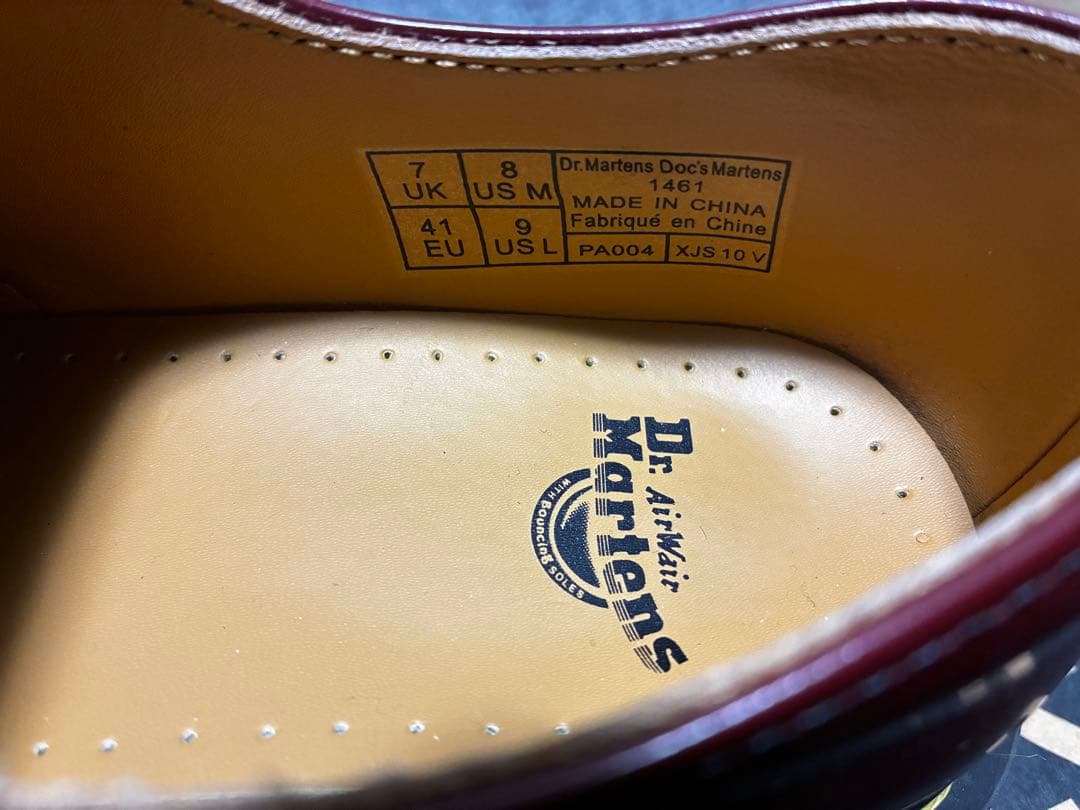 7 UK
8 US M
41 EU
9 US L
Dr.Martens Doc's Martens
1461
MADE IN CHINA
Fabriqué en Chine
PA004
XJS 10 V
Dr.
Martens
AirWair
WITH Bouncing SOLES